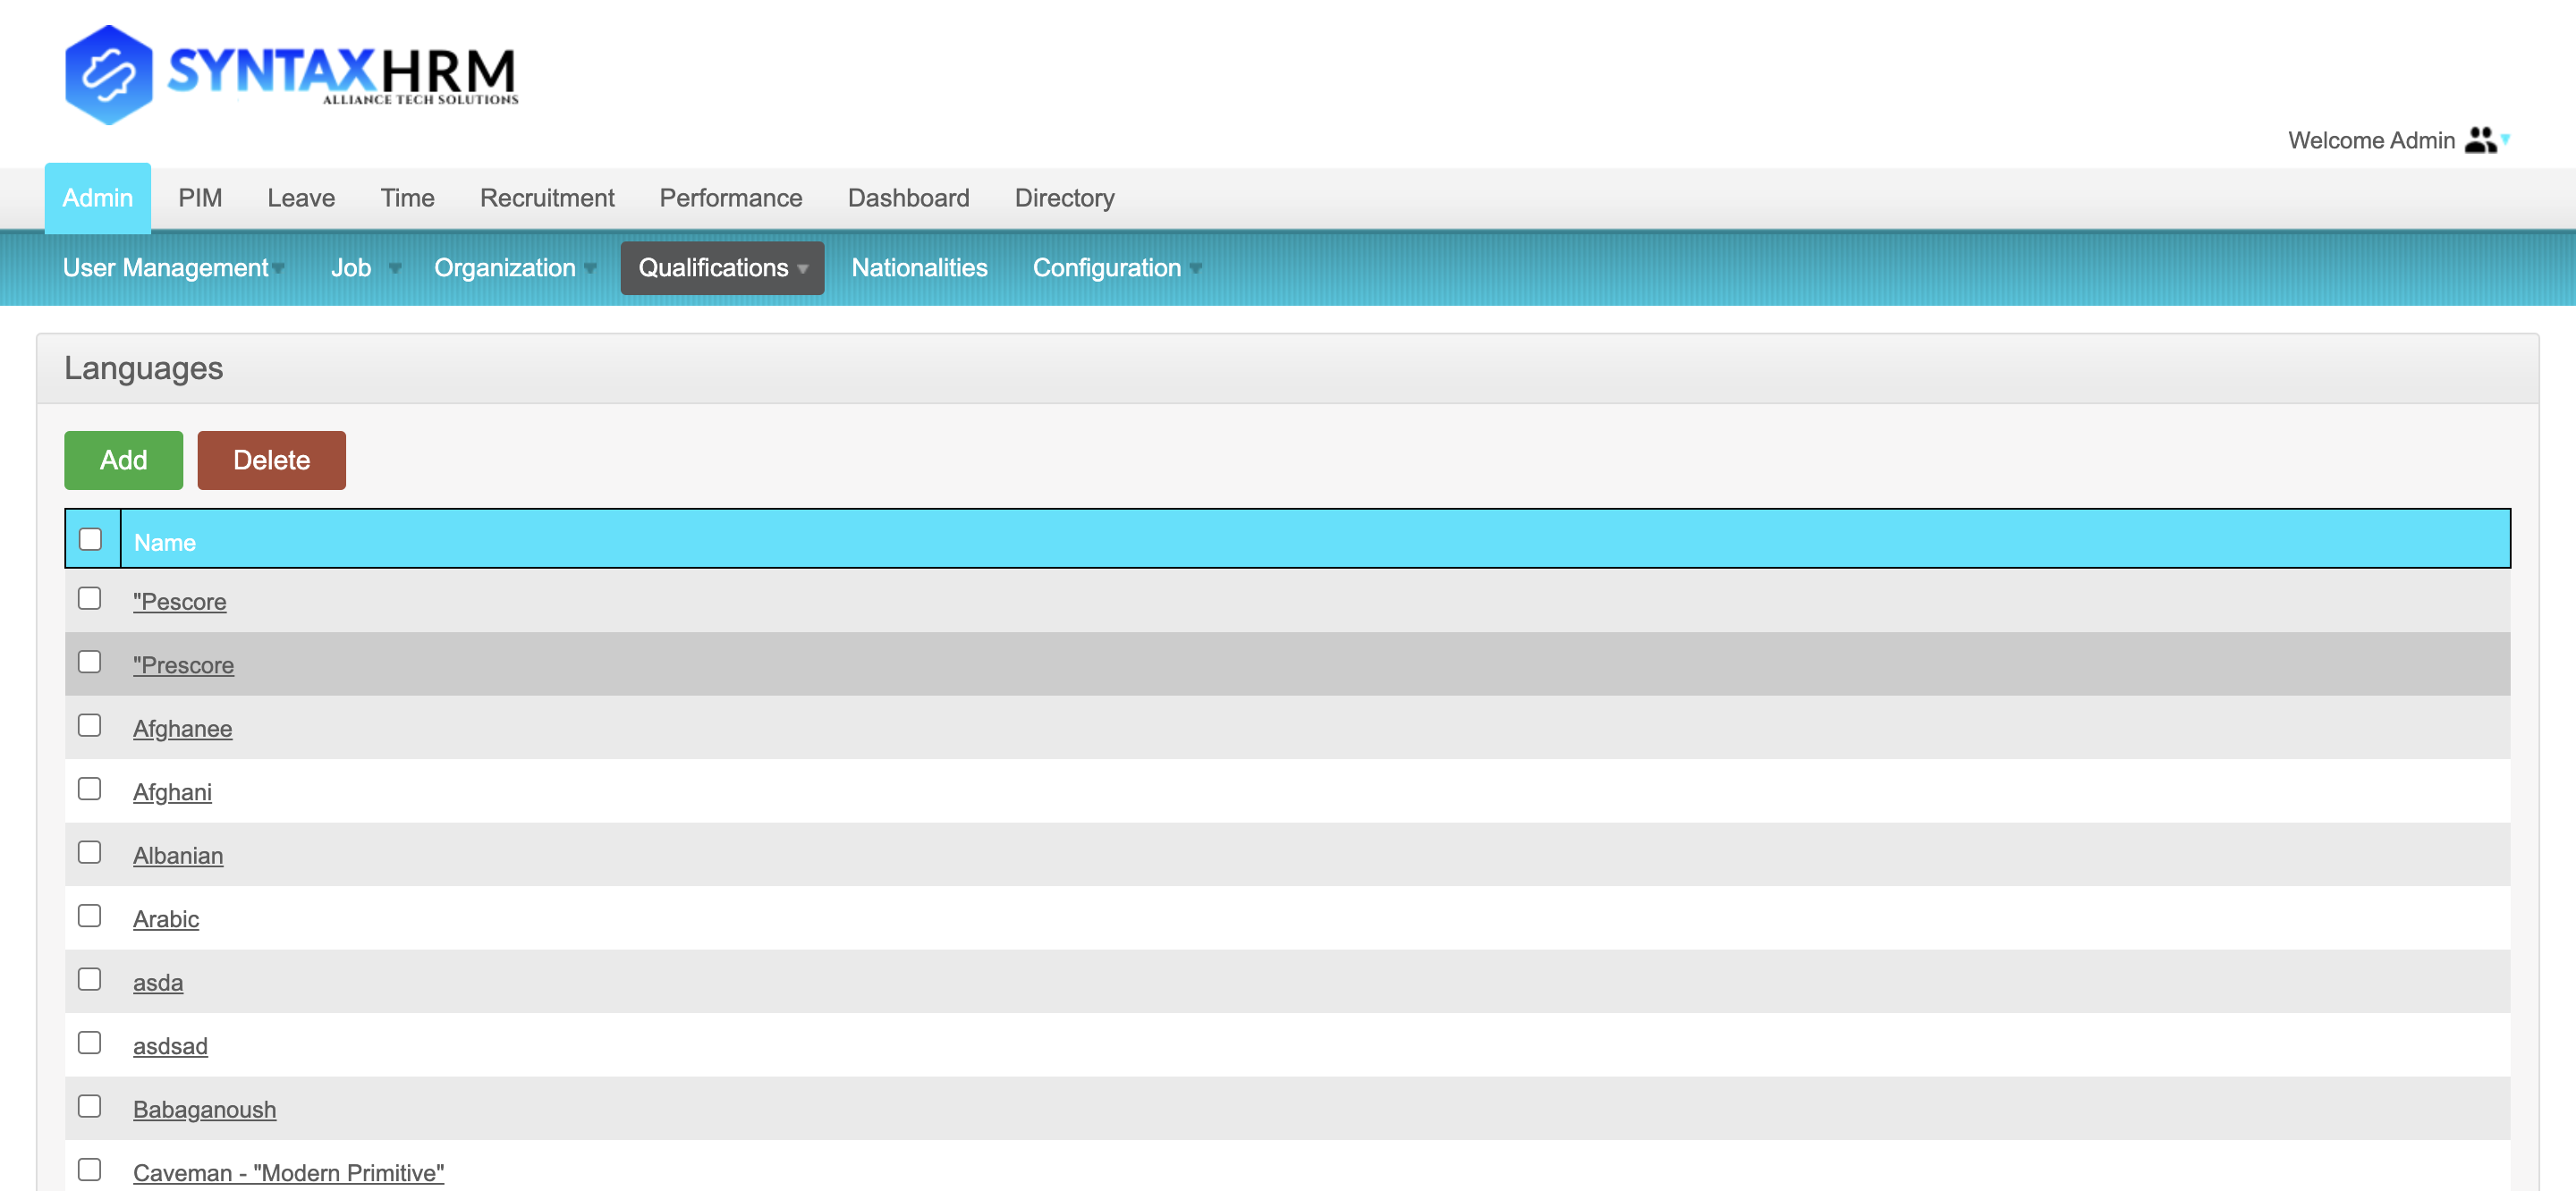 SYNTAXHRM
ALLIANCE TECH SOLUTIONS
Welcome Admin
Admin PIM Leave Time Recruitment Performance Dashboard Directory
User Management Job Organization Qualifications Nationalities Configuration
Languages
Add Delete
Name
"Pescore
"Prescore
Afghanee
Afghani
Albanian
Arabic
asda
asdsad
Babaganoush
Caveman - "Modern Primitive"